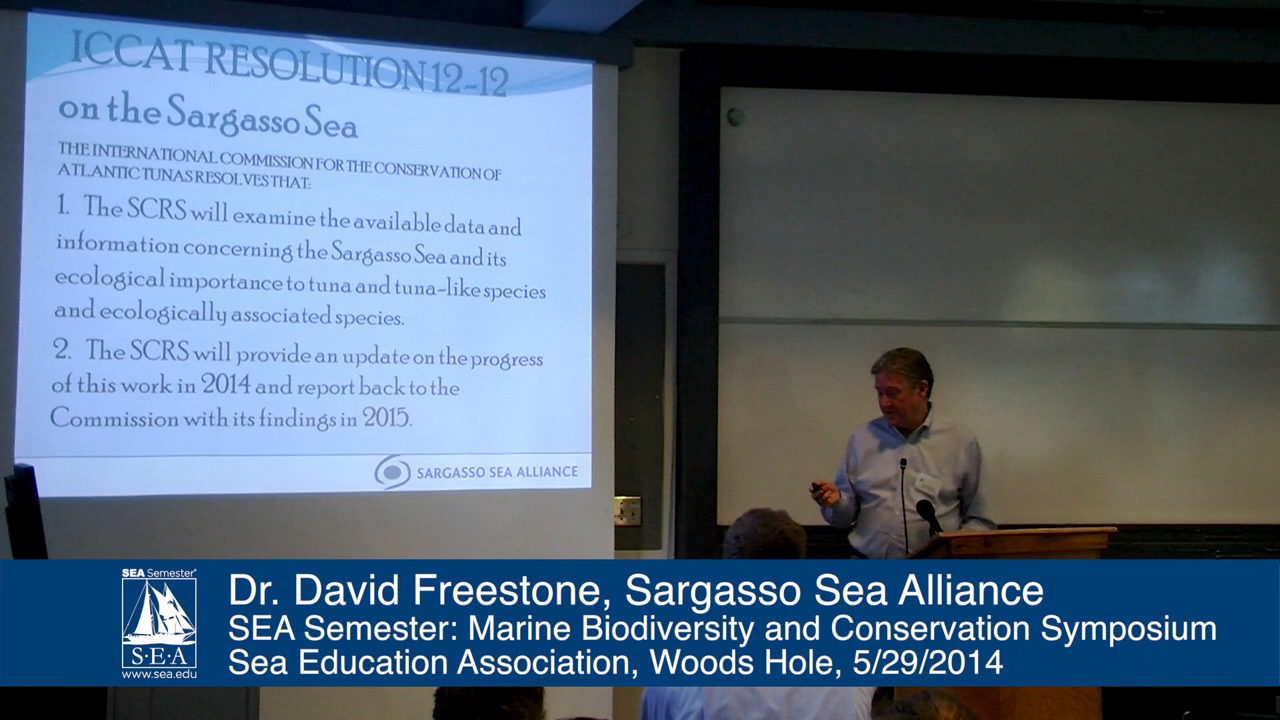 ICCAT RESOLUTION 12-12
on the Sargasso Sea
THE INTERNATIONAL COMMISSION FOR THE CONSERVATION OF
ATLANTIC TUNAS RESOLVES THAT:
1. The SCRS will examine the available data and
information concerning the Sargasso Sea and its
ecological importance to tuna and tuna-like species
and ecologically associated species.
2. The SCRS will provide an update on the progress
of this work in 2014 and report back to the
Commission with its findings in 2015.
SARGASSO SEA ALLIANCE
SEA Semester®
S·E·A
www.sea.edu
Dr. David Freestone, Sargasso Sea Alliance
SEA Semester: Marine Biodiversity and Conservation Symposium
Sea Education Association, Woods Hole, 5/29/2014